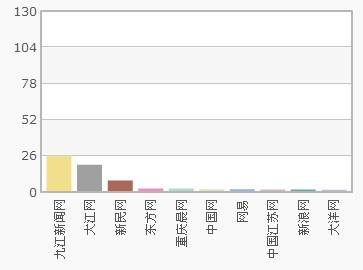 130
104
78
52
26
0
九江新闻网
大江网
新民网
东方网
重庆晨网
中国网
网易
中国江苏网
新浪网
大洋网